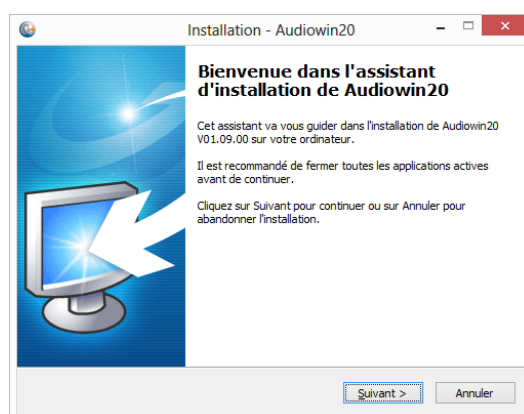 Installation - Audiowin20
Bienvenue dans l'assistant
d'installation de Audiowin20
Cet assistant va vous guider dans l'installation de Audiowin20
V01.09.00 sur votre ordinateur.
Il est recommandé de fermer toutes les applications actives
avant de continuer.
Cliquez sur Suivant pour continuer ou sur Annuler pour
abandonner l'installation.
Suivant >
Annuler